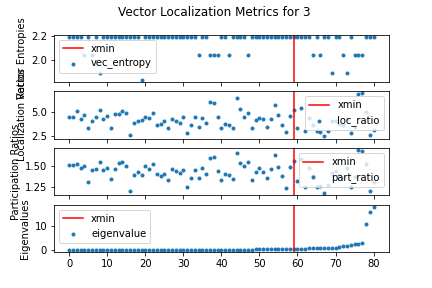 Vector Localization Metrics for 3
Vector Entropies
2.2
2.0
xmin
vec_entropy
Localization Ratios
5.0
2.5
xmin
loc_ratio
Participation Ratios
1.50
1.25
xmin
part_ratio
Eigenvalues
10
0
xmin
eigenvalue
0
10
20
30
40
50
60
70
80